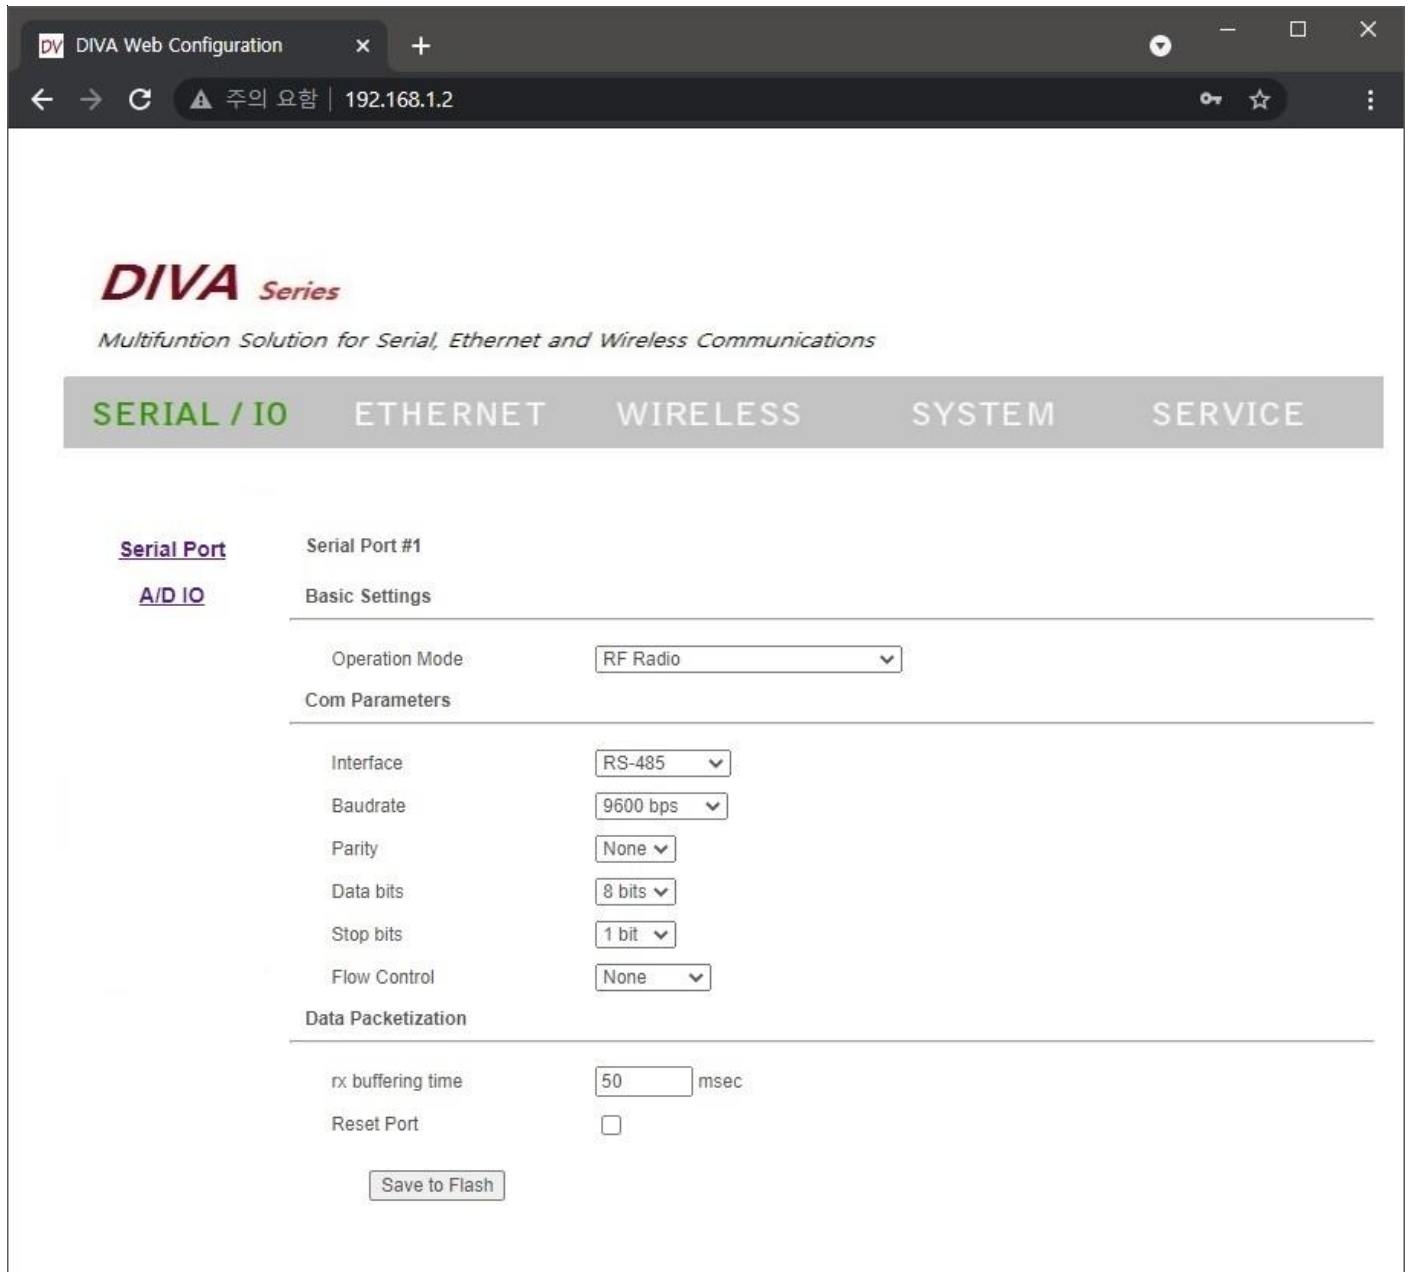 DV DIVA Web Configuration
주의 요함 192.168.1.2
DIVA Series
Multifuntion Solution for Serial, Ethernet and Wireless Communications
SERIAL / IO ETHERNET WIRELESS SYSTEM SERVICE
Serial Port
A/D IO
Serial Port #1
Basic Settings
Operation Mode RF Radio
Com Parameters
Interface RS-485
Baudrate 9600 bps
Parity None
Data bits 8 bits
Stop bits 1 bit
Flow Control None
Data Packetization
rx buffering time 50 msec
Reset Port
Save to Flash